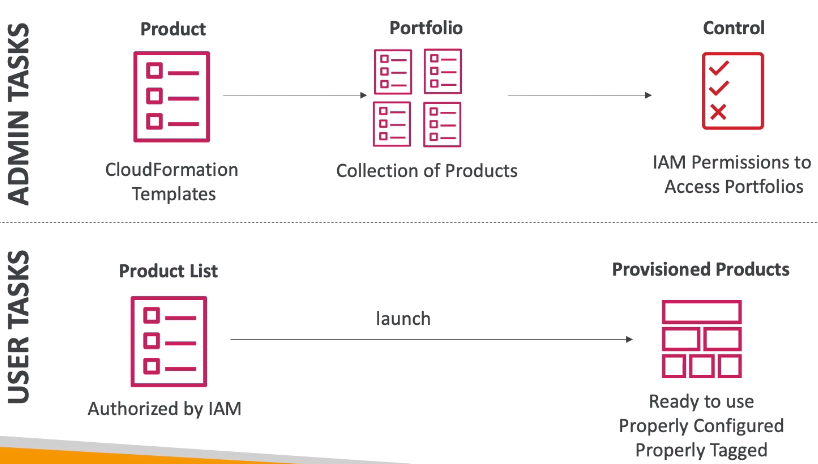 ADMIN TASKS
Product
Portfolio
Control
CloudFormation
Templates
Collection of Products
IAM Permissions to
Access Portfolios
USER TASKS
Product List
Provisioned Products
launch
Authorized by IAM
Ready to use
Properly Configured
Properly Tagged